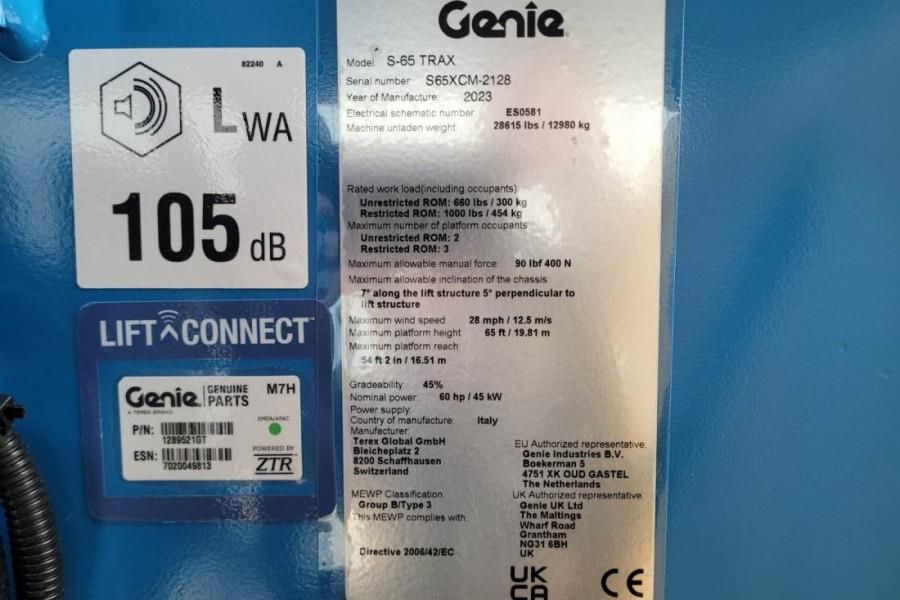 82240 A
LWA
105 dB
LIFT CONNECT™
Genie GENUINE PARTS M7H
A TEREX BRAND
EMEA/APAC
P/N:
1289521GT
ESN:
7020049813
POWERED BY
ZTR
Genie
Model: S-65 TRAX
Serial number: S65XCM-2128
Year of Manufacture: 2023
Electrical schematic number: ES0581
Machine unladen weight: 28615 lbs / 12980 kg
Rated work load(including occupants)
Unrestricted ROM: 660 lbs / 300 kg
Restricted ROM: 1000 lbs / 454 kg
Maximum number of platform occupants
Unrestricted ROM: 2
Restricted ROM: 3
Maximum allowable manual force: 90 lbf 400 N
Maximum allowable inclination of the chassis
7° along the lift structure 5° perpendicular to
lift structure
Maximum wind speed 28 mph / 12.5 m/s
Maximum platform height: 65 ft / 19.81 m
Maximum platform reach:
54 ft 2 in / 16.51 m
Gradeability: 45%
Nominal power: 60 hp / 45 kW
Power supply:
Country of manufacture: Italy
Manufacturer:
Terex Global GmbH
Bleicheplatz 2
8200 Schaffhausen
Switzerland
EU Authorized representative:
Genie Industries B.V.
Boekerman 5
4751 XK OUD GASTEL
The Netherlands
MEWP Classification:
Group B/Type 3
This MEWP complies with:
Directive 2006/42/EC
UK Authorized representative:
Genie UK Ltd
The Maltings
Wharf Road
Grantham
NG31 6BH
UK
UK
CA
CE